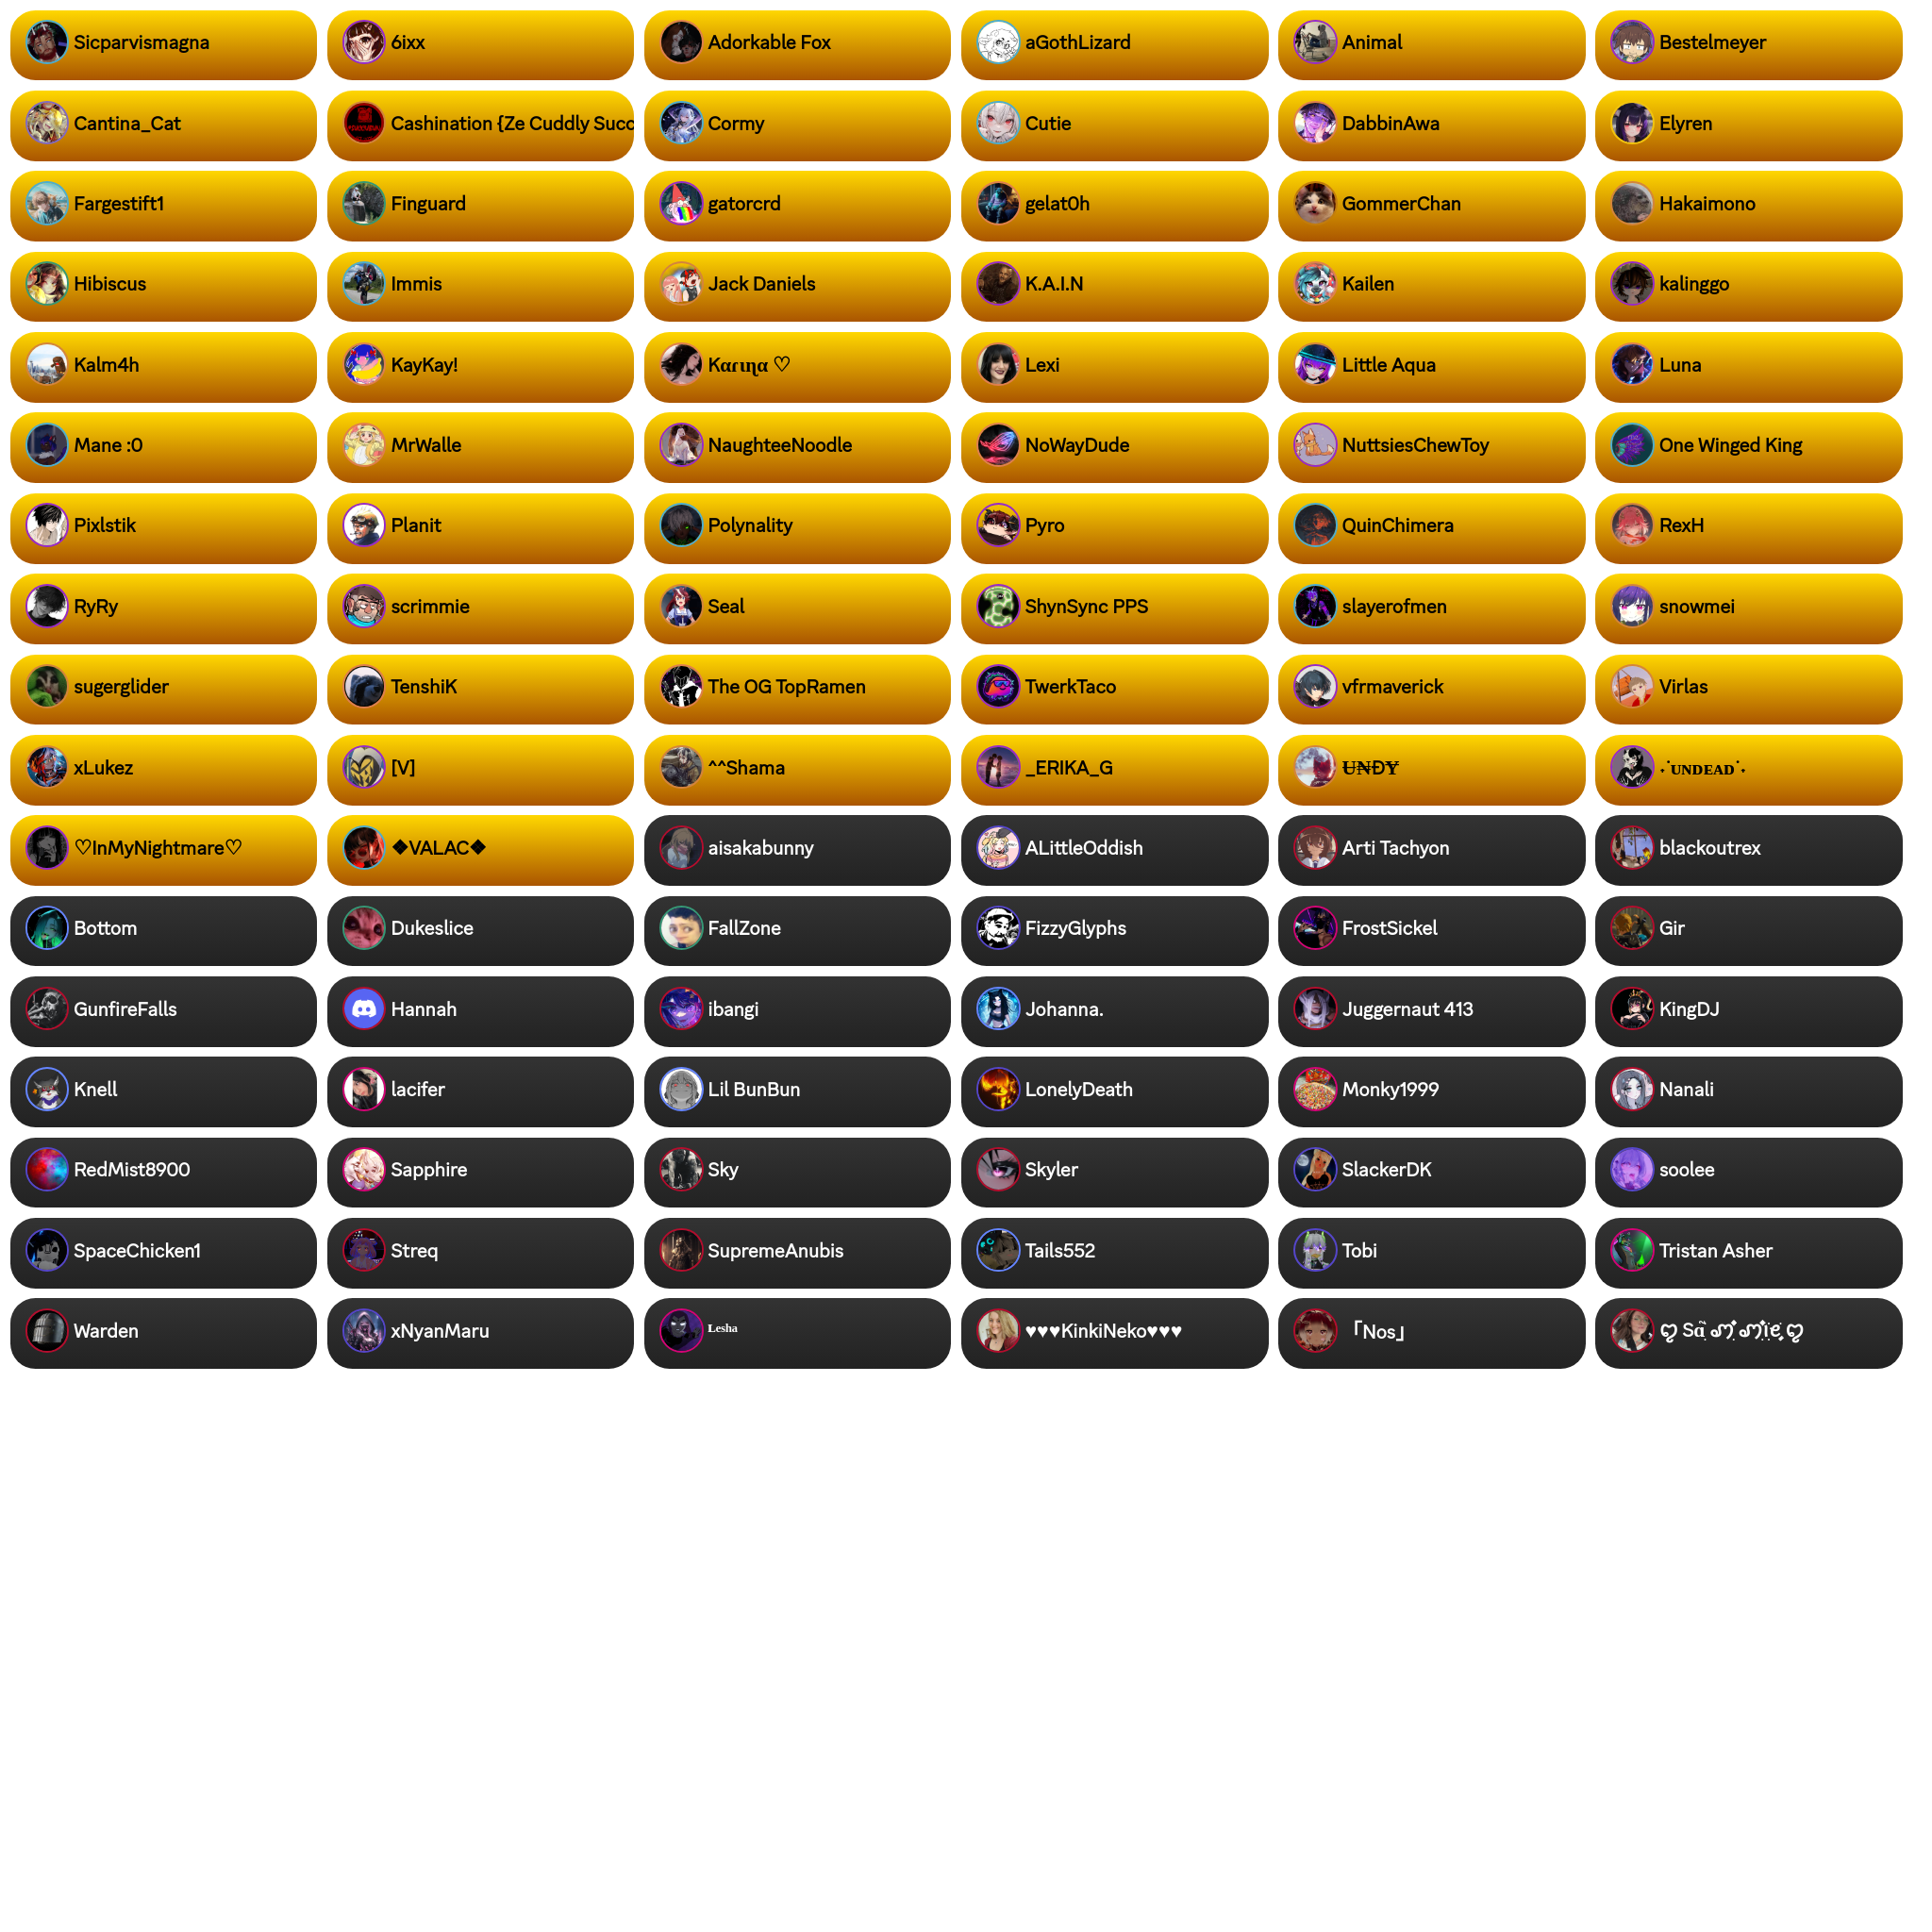 Sicparvismagna 6ixx Adorkable Fox aGothLizard Animal Bestelmeyer
Cantina_Cat Cashination {Ze Cuddly Succ Cormy Cutie DabbinAwa Elyren
Fargestift1 Finguard gatorcrd gelat0h GommerChan Hakaimono
Hibiscus Immis Jack Daniels K.A.I.N Kailen kalinggo
Kalm4h KayKay! Kαɾιɳα ♡ Lexi Little Aqua Luna
Mane :0 MrWalle NaughteeNoodle NoWayDude NuttsiesChewToy One Winged King
Pixlstik Planit Polynality Pyro QuinChimera RexH
RyRy scrimmie Seal ShynSync PPS slayerofmen snowmei
sugerglider TenshiK The OG TopRamen TwerkTaco vfrmaverick Virlas
xLukez [V] ^^Shama _ERIKA_G U̶N̶ĐY̶ ˖˙ᴜɴᴅᴇᴀᴅ˙˖
♡InMyNightmare♡ ❖VALAC❖ aisakabunny ALittleOddish Arti Tachyon blackoutrex
Bottom Dukeslice FallZone FizzyGlyphs FrostSickel Gir
GunfireFalls Hannah ibangi Johanna. Juggernaut 413 KingDJ
Knell lacifer Lil BunBun LonelyDeath Monky1999 Nanali
RedMist8900 Sapphire Sky Skyler SlackerDK soolee
SpaceChicken1 Streq SupremeAnubis Tails552 Tobi Tristan Asher
Warden xNyanMaru ᴸᵉˢʰᵃ ♥♥♥KinkiNeko♥♥♥ 「Nos」